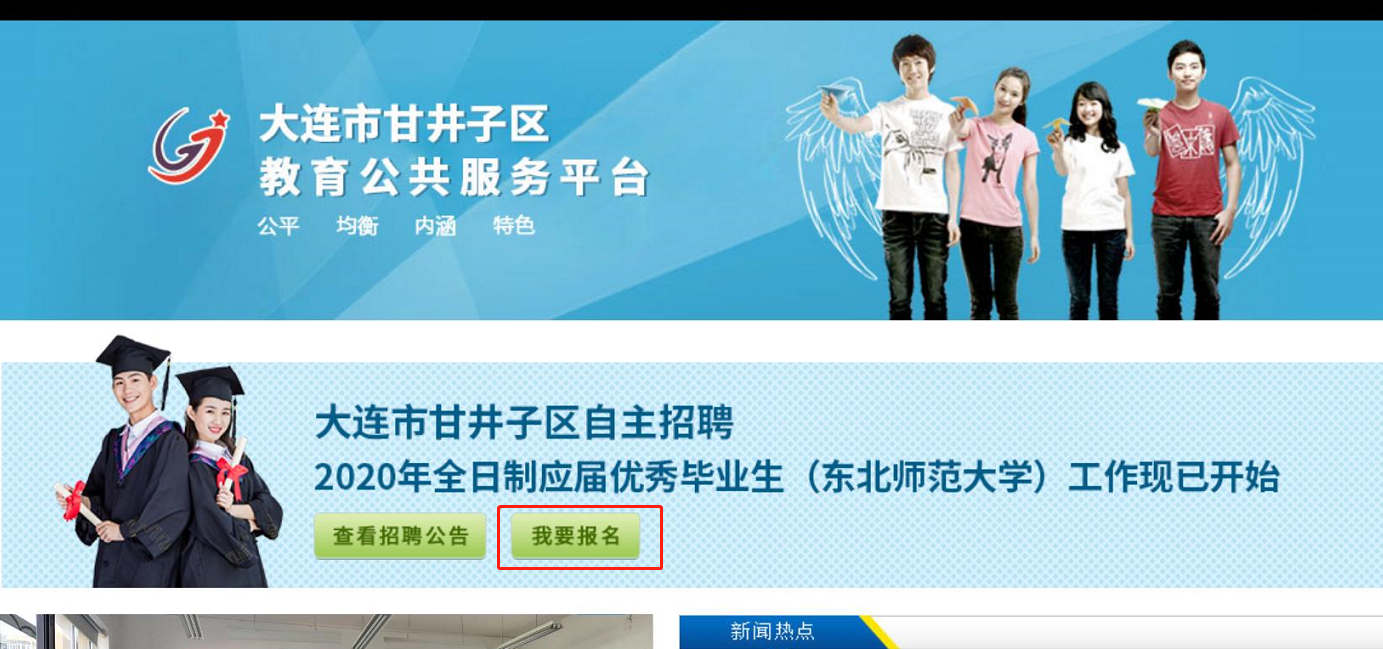 大连市甘井子区
教育公共服务平台
公平 均衡 内涵 特色
大连市甘井子区自主招聘
2020年全日制应届优秀毕业生（东北师范大学）工作现已开始
查看招聘公告 我要报名
新闻热点